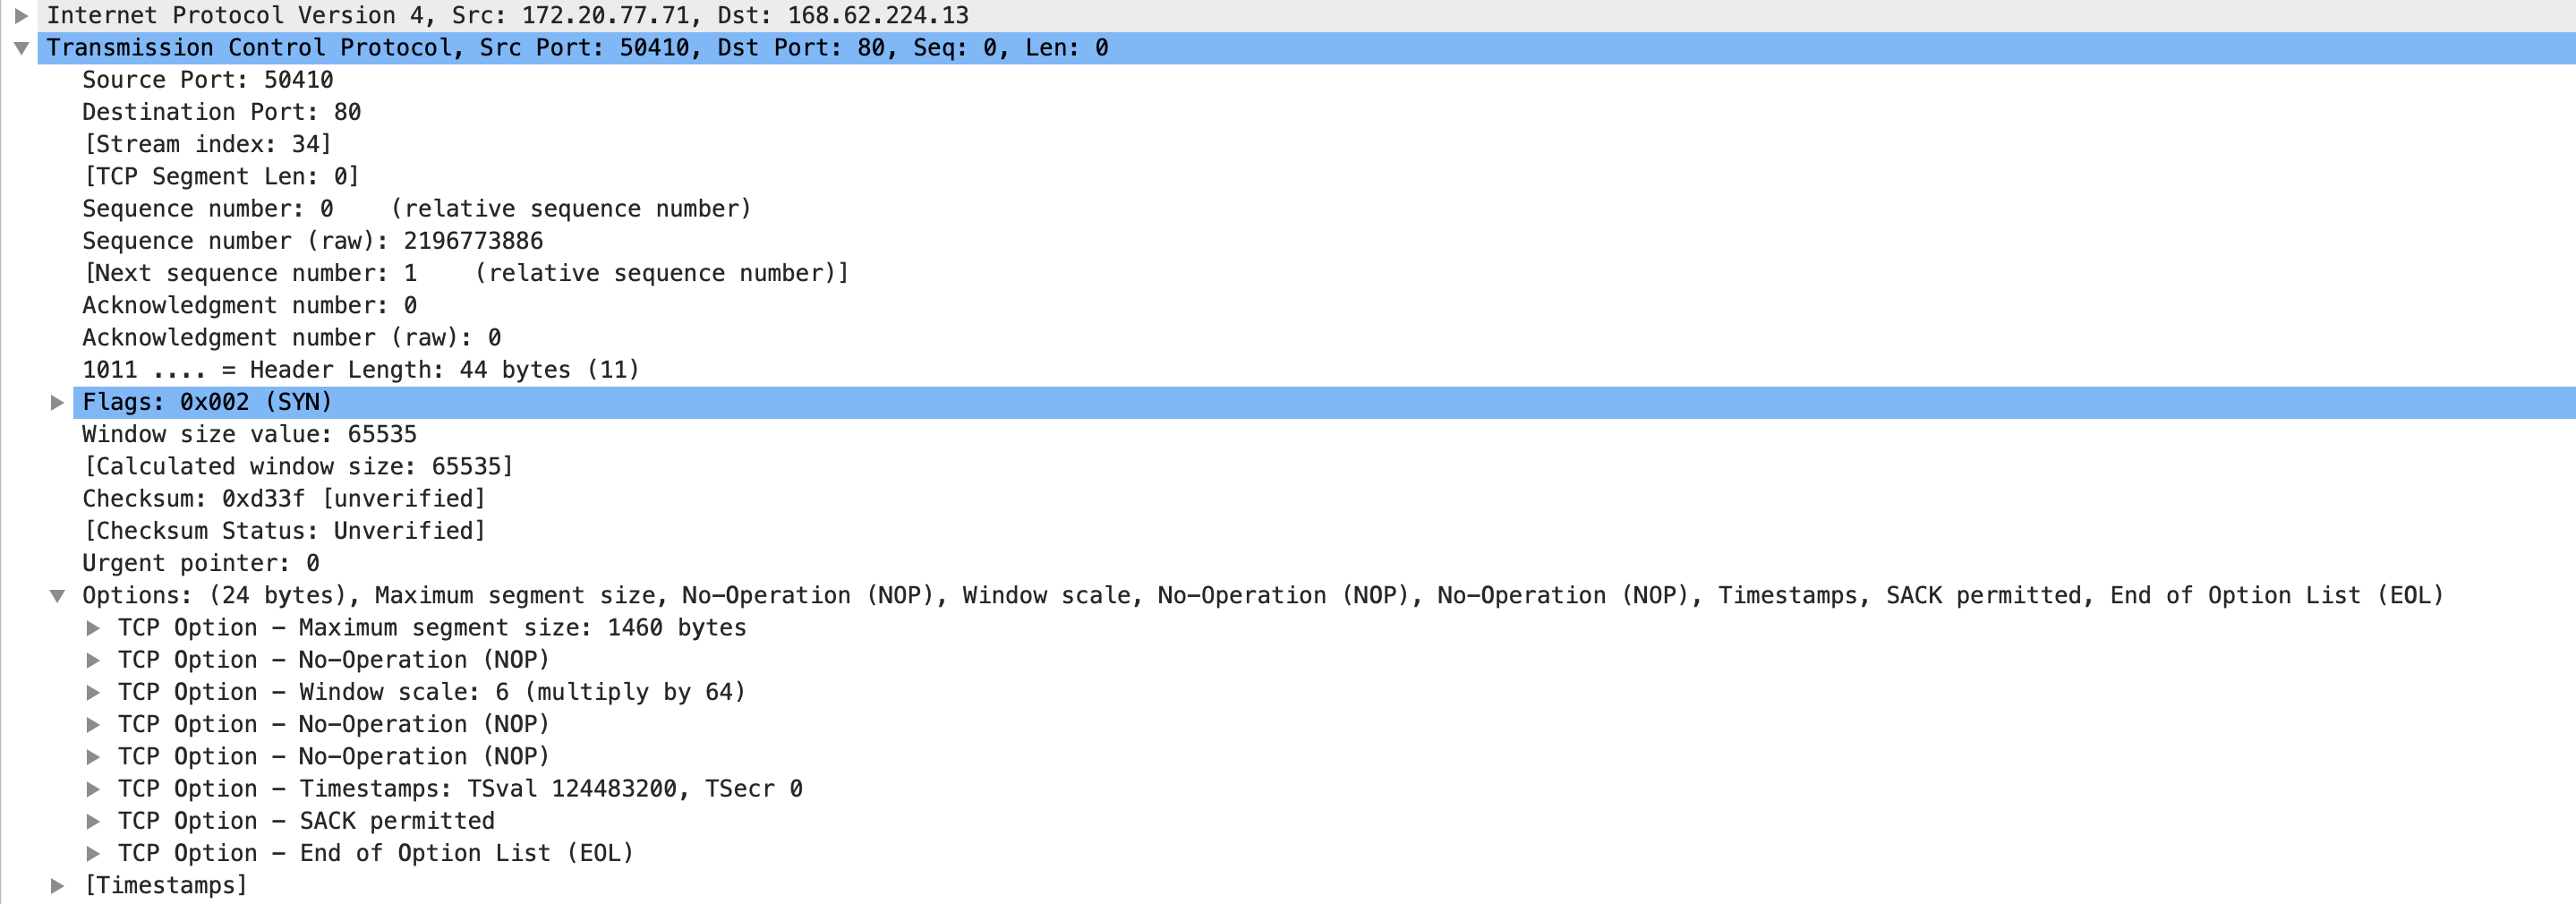 Internet Protocol Version 4, Src: 172.20.77.71, Dst: 168.62.224.13
Transmission Control Protocol, Src Port: 50410, Dst Port: 80, Seq: 0, Len: 0
Source Port: 50410
Destination Port: 80
[Stream index: 34]
[TCP Segment Len: 0]
Sequence number: 0    (relative sequence number)
Sequence number (raw): 2196773886
[Next sequence number: 1    (relative sequence number)]
Acknowledgment number: 0
Acknowledgment number (raw): 0
1011 .... = Header Length: 44 bytes (11)
Flags: 0x002 (SYN)
Window size value: 65535
[Calculated window size: 65535]
Checksum: 0xd33f [unverified]
[Checksum Status: Unverified]
Urgent pointer: 0
Options: (24 bytes), Maximum segment size, No-Operation (NOP), Window scale, No-Operation (NOP), No-Operation (NOP), Timestamps, SACK permitted, End of Option List (EOL)
TCP Option - Maximum segment size: 1460 bytes
TCP Option - No-Operation (NOP)
TCP Option - Window scale: 6 (multiply by 64)
TCP Option - No-Operation (NOP)
TCP Option - No-Operation (NOP)
TCP Option - Timestamps: TSval 124483200, TSecr 0
TCP Option - SACK permitted
TCP Option - End of Option List (EOL)
[Timestamps]